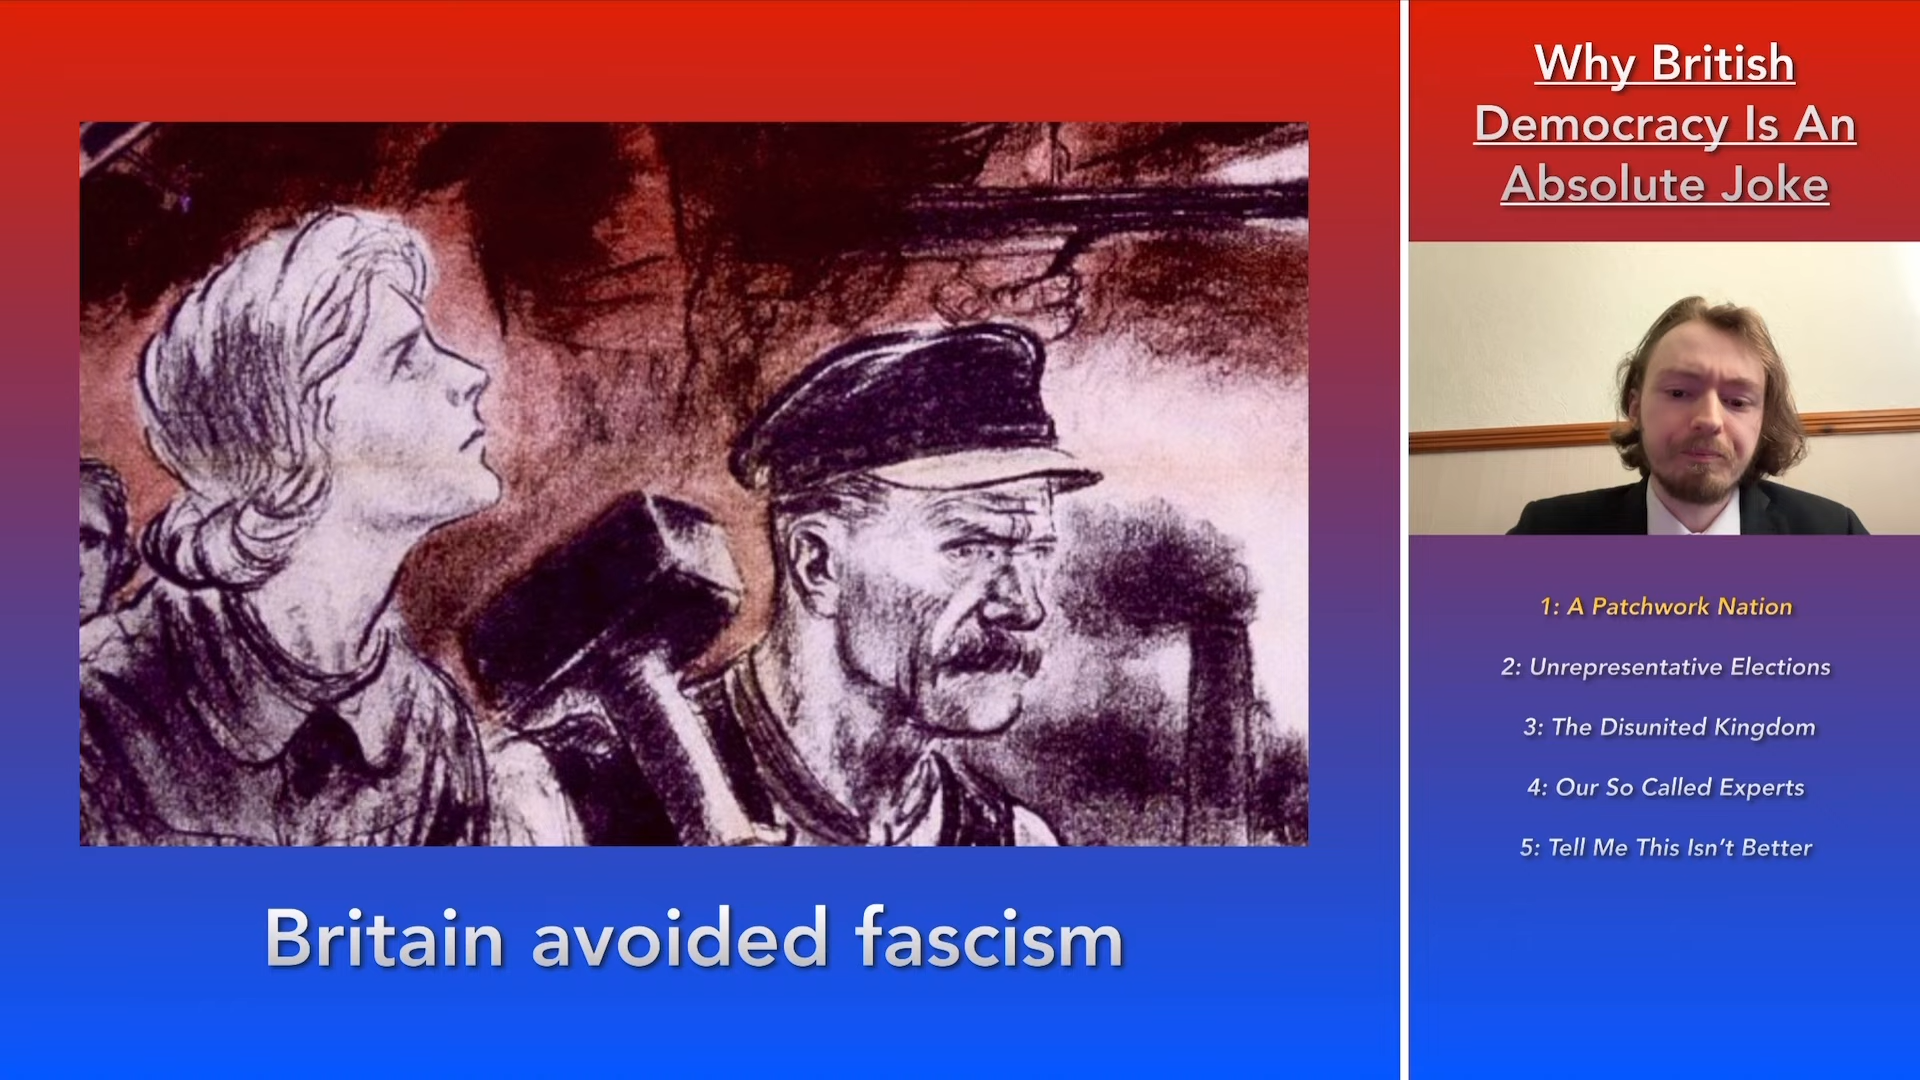 Why British
Democracy Is An
Absolute Joke
1: A Patchwork Nation
2: Unrepresentative Elections
3: The Disunited Kingdom
4: Our So Called Experts
5: Tell Me This Isn’t Better
Britain avoided fascism